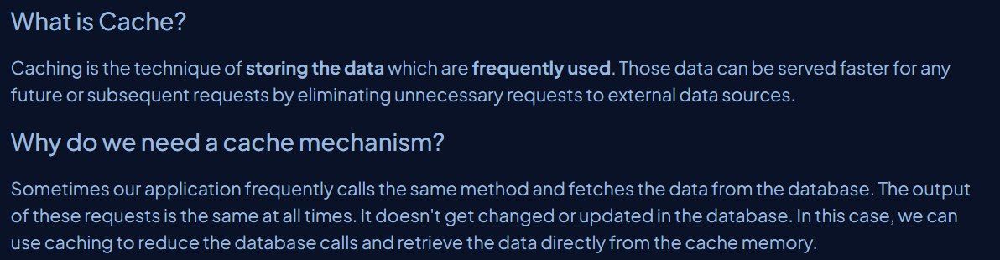 What is Cache?
Caching is the technique of storing the data which are frequently used. Those data can be served faster for any
future or subsequent requests by eliminating unnecessary requests to external data sources.
Why do we need a cache mechanism?
Sometimes our application frequently calls the same method and fetches the data from the database. The output
of these requests is the same at all times. It doesn't get changed or updated in the database. In this case, we can
use caching to reduce the database calls and retrieve the data directly from the cache memory.